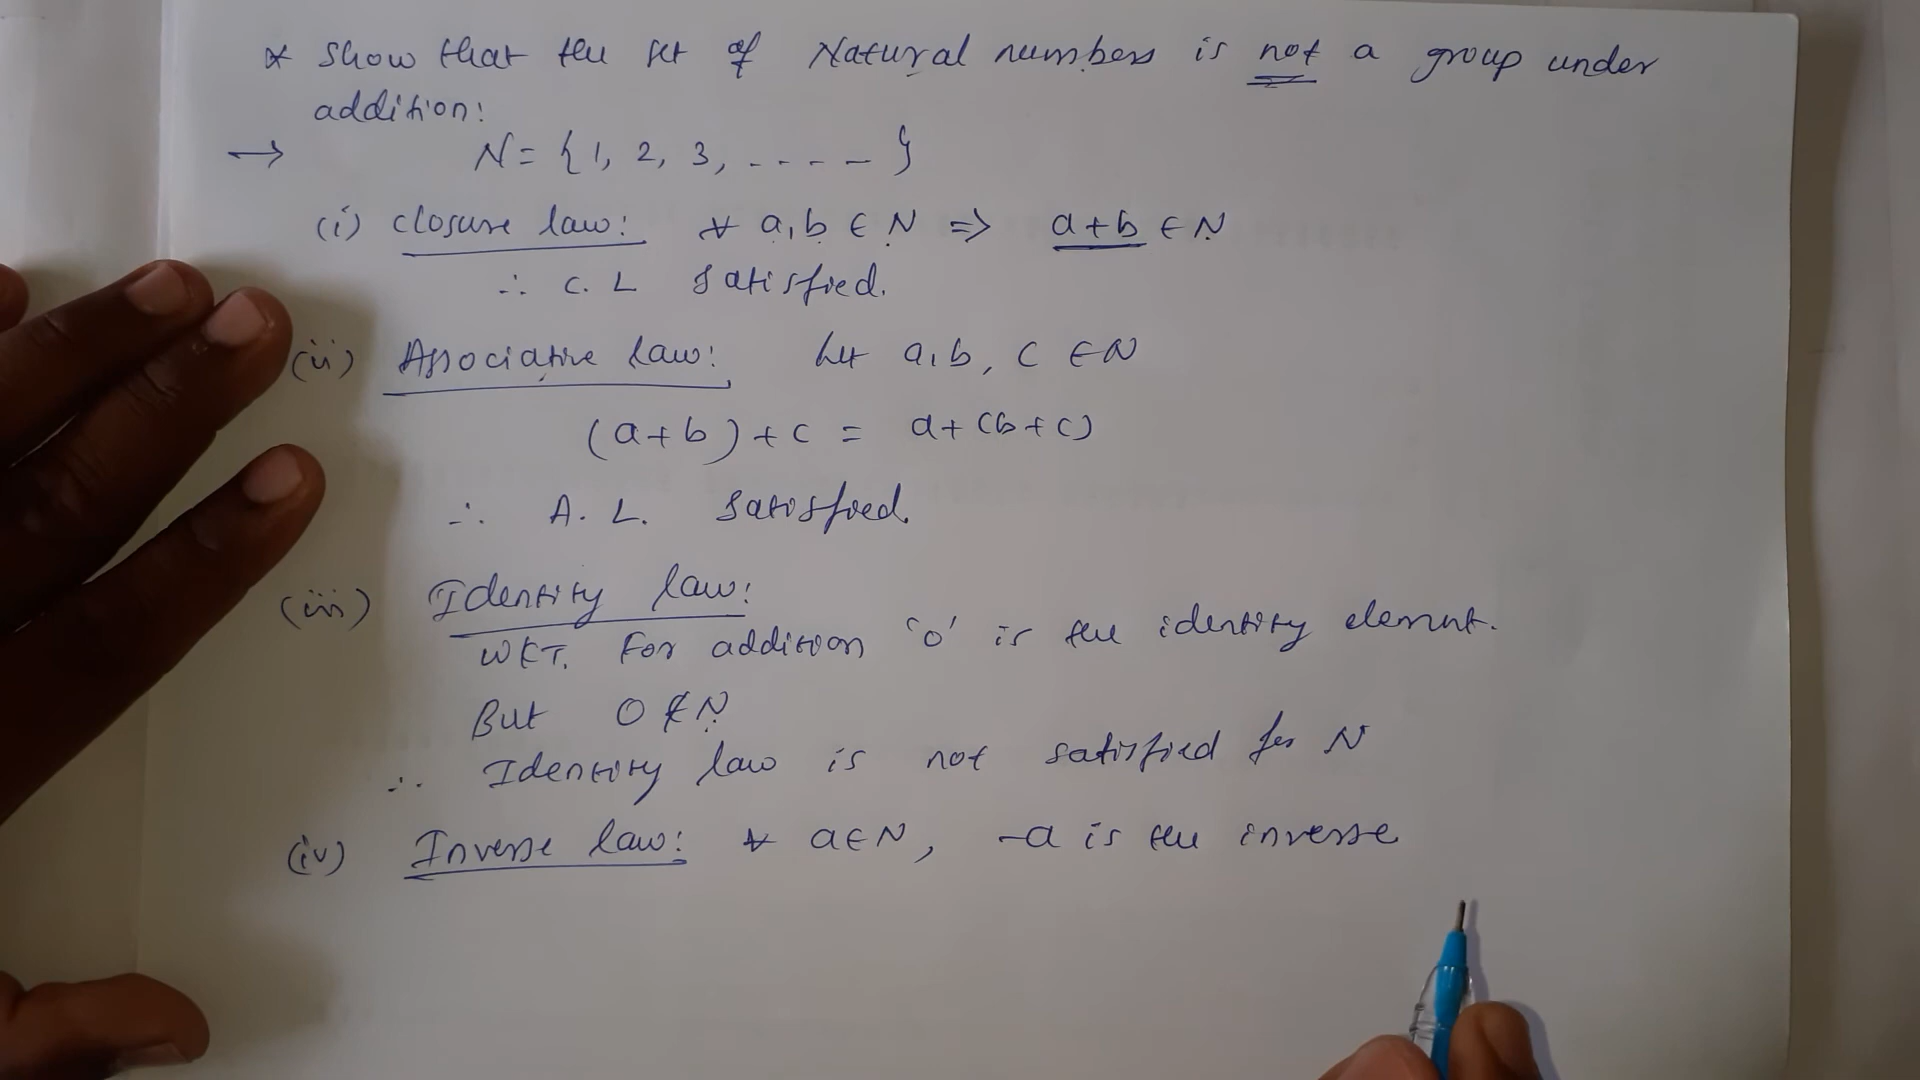 * Show that the set of Natural numbers is not a group under
addition:
→ N = {1, 2, 3, ----- }
(i) closure law: ∀ a, b ∈ N ⇒ a+b ∈ N
∴ C. L satisfied.
(ii) Associative law: Let a, b, c ∈ N
(a+b)+c = a+(b+c)
∴ A. L. satisfied.
(iii) Identity law:
WKT. For addition '0' is the identity element.
But 0 ∉ N
∴ Identity law is not satisfied for N
(iv) Inverse law: ∀ a ∈ N, -a is the inverse